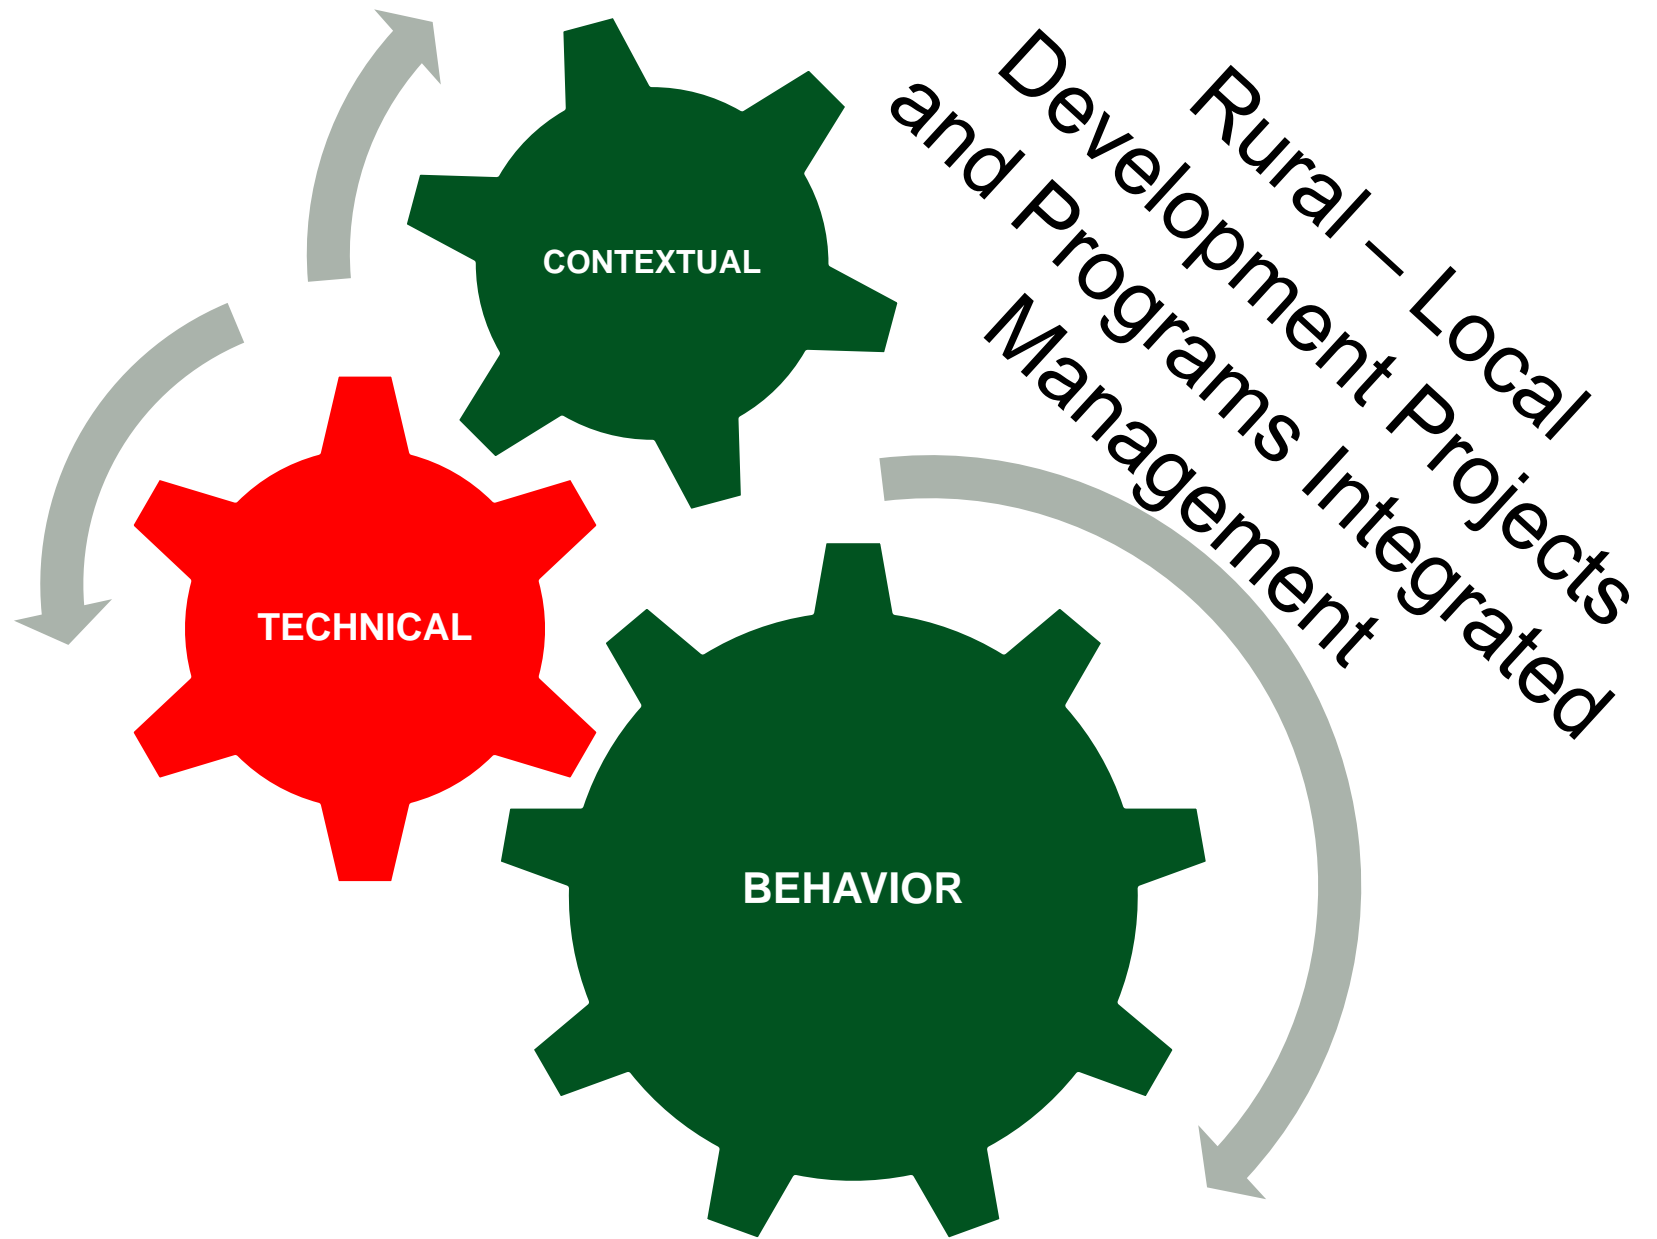 Rural – Local
Development Projects
and Programs Integrated
Management
CONTEXTUAL
TECHNICAL
BEHAVIOR